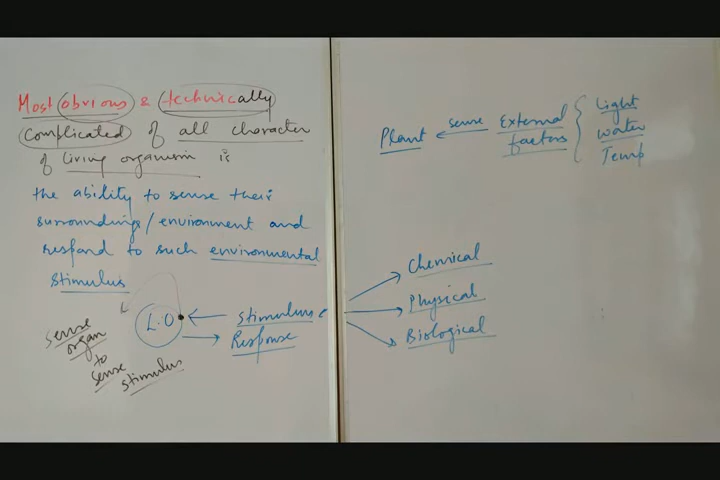 Most obvious & technically
complicated of all character
of living organism is
the ability to sense their
surroundings/environment and
respond to such environmental
stimulus
L.O
Stimulus
Response
sense
organ
to
sense
stimulus
Plant sense External
factors
Light
water
Temp
Chemical
Physical
Biological